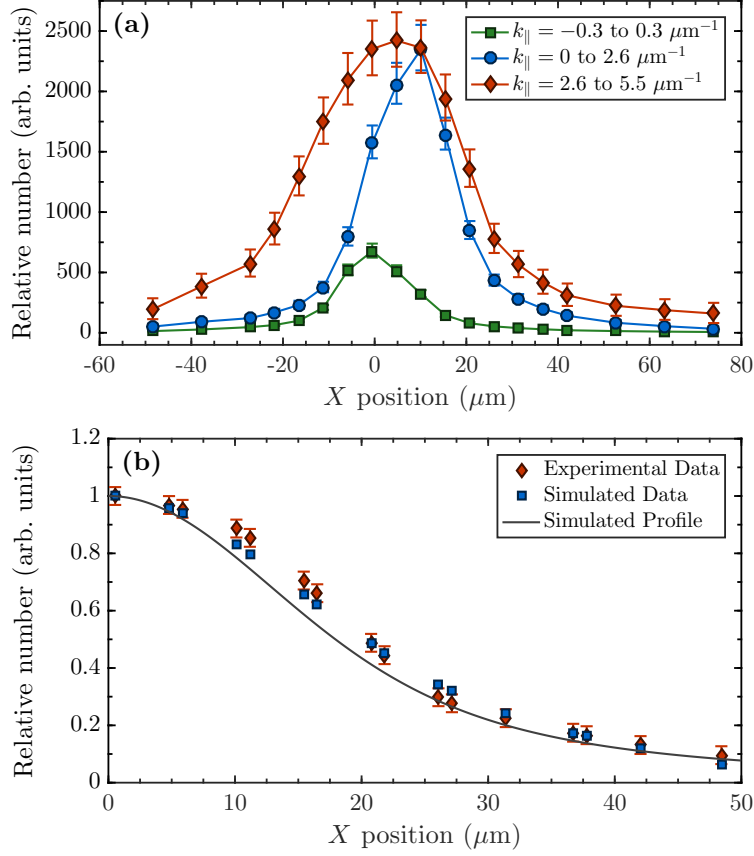 (a)
k∥ = −0.3 to 0.3 μm⁻¹
k∥ = 0 to 2.6 μm⁻¹
k∥ = 2.6 to 5.5 μm⁻¹
Relative number (arb. units)
2500
2000
1500
1000
500
0
-60 -40 -20 0 20 40 60 80
X position (μm)
(b)
Experimental Data
Simulated Data
Simulated Profile
Relative number (arb. units)
1.2
1
0.8
0.6
0.4
0.2
0
0 10 20 30 40 50
X position (μm)